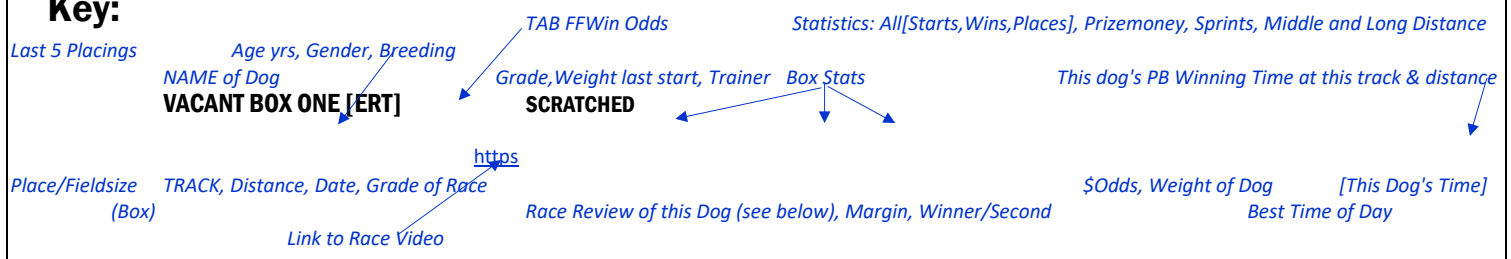 Key:
TAB FFWin Odds Statistics: All[Starts,Wins,Places], Prizemoney, Sprints, Middle and Long Distance
Last 5 Placings Age yrs, Gender, Breeding
NAME of Dog Grade,Weight last start, Trainer Box Stats This dog's PB Winning Time at this track & distance
VACANT BOX ONE [ERT] SCRATCHED
https
Place/Fieldsize TRACK, Distance, Date, Grade of Race $Odds, Weight of Dog [This Dog's Time]
(Box) Race Review of this Dog (see below), Margin, Winner/Second Best Time of Day
Link to Race Video